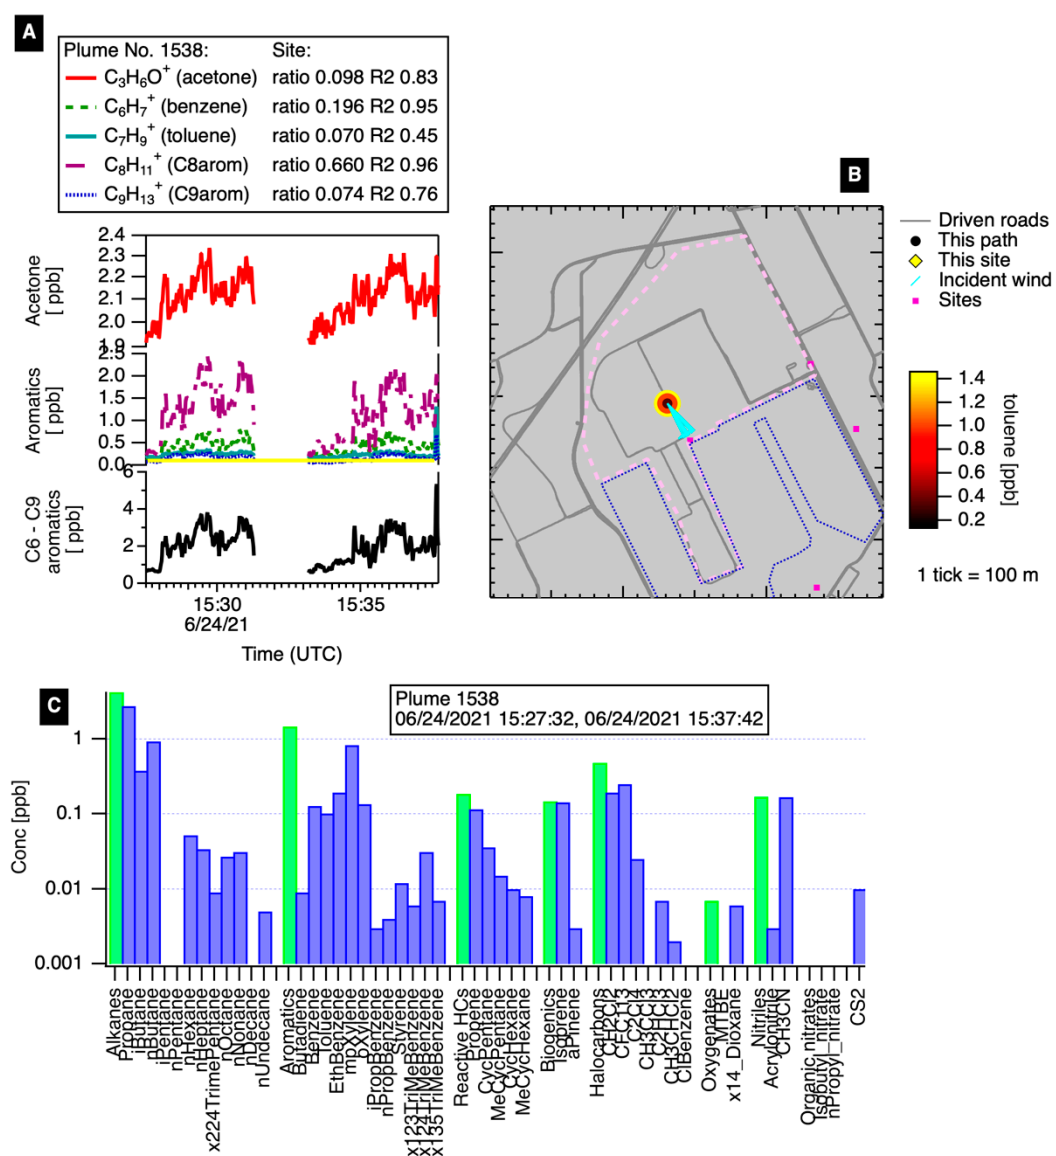 A
Plume No. 1538: Site:
C3H6O+ (acetone) ratio 0.098 R2 0.83
C6H7+ (benzene) ratio 0.196 R2 0.95
C7H9+ (toluene) ratio 0.070 R2 0.45
C8H11+ (C8arom) ratio 0.660 R2 0.96
C9H13+ (C9arom) ratio 0.074 R2 0.76
2.4
2.3
2.2
2.1
2.0
1.9
Acetone
[ ppb]
2.5
2.0
1.5
1.0
0.5
0.0
Aromatics
[ ppb]
6
4
2
0
C6 - C9
aromatics
[ ppb]
15:30
6/24/21
15:35
Time (UTC)
B
Driven roads
This path
This site
Incident wind
Sites
1.4
1.2
1.0
0.8
0.6
0.4
0.2
toluene [ppb]
1 tick = 100 m
C
Plume 1538
06/24/2021 15:27:32, 06/24/2021 15:37:42
Conc [ppb]
1
0.1
0.01
0.001
Alkanes
Propane
iButane
nButane
iPentane
nPentane
nHexane
nHeptane
x224TrimePentane
nOctane
nNonane
nDecane
nUndecane
Aromatics
Butadiene
Benzene
Toluene
EthBenzene
mpXylene
oXylene
iPropBenzene
nPropBenzene
Styrene
x123TriMeBenzene
x124TriMeBenzene
x135TriMeBenzene
Reactive HCs
Propene
CycPentane
MeCycPentane
CycHexane
MeCycHexane
Biogenics
Isoprene
aPinene
Halocarbons
CH2Cl2
CFC113
C2Cl4
CH3CCl3
C2HCl3
CH3CHCl2
ClBenzene
Oxygenates
MTBE
x14_Dioxane
Nitriles
Acrylonitrile
CH3CN
Organic nitrates
Isobutyl_nitrate
nPropyl_nitrate
CS2